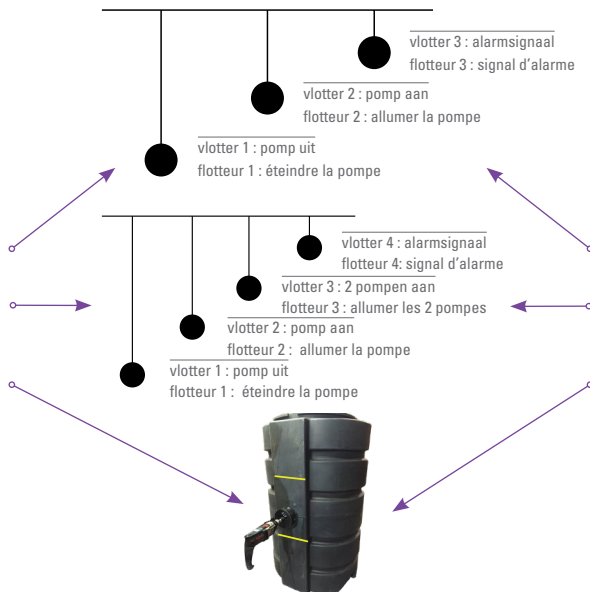 vlotter 3 : alarmsignaal
flotteur 3 : signal d'alarme
vlotter 2 : pomp aan
flotteur 2 : allumer la pompe
vlotter 1 : pomp uit
flotteur 1 : éteindre la pompe
vlotter 4 : alarmsignaal
flotteur 4: signal d'alarme
vlotter 3 : 2 pompen aan
flotteur 3 : allumer les 2 pompes
vlotter 2 : pomp aan
flotteur 2 : allumer la pompe
vlotter 1 : pomp uit
flotteur 1 : éteindre la pompe